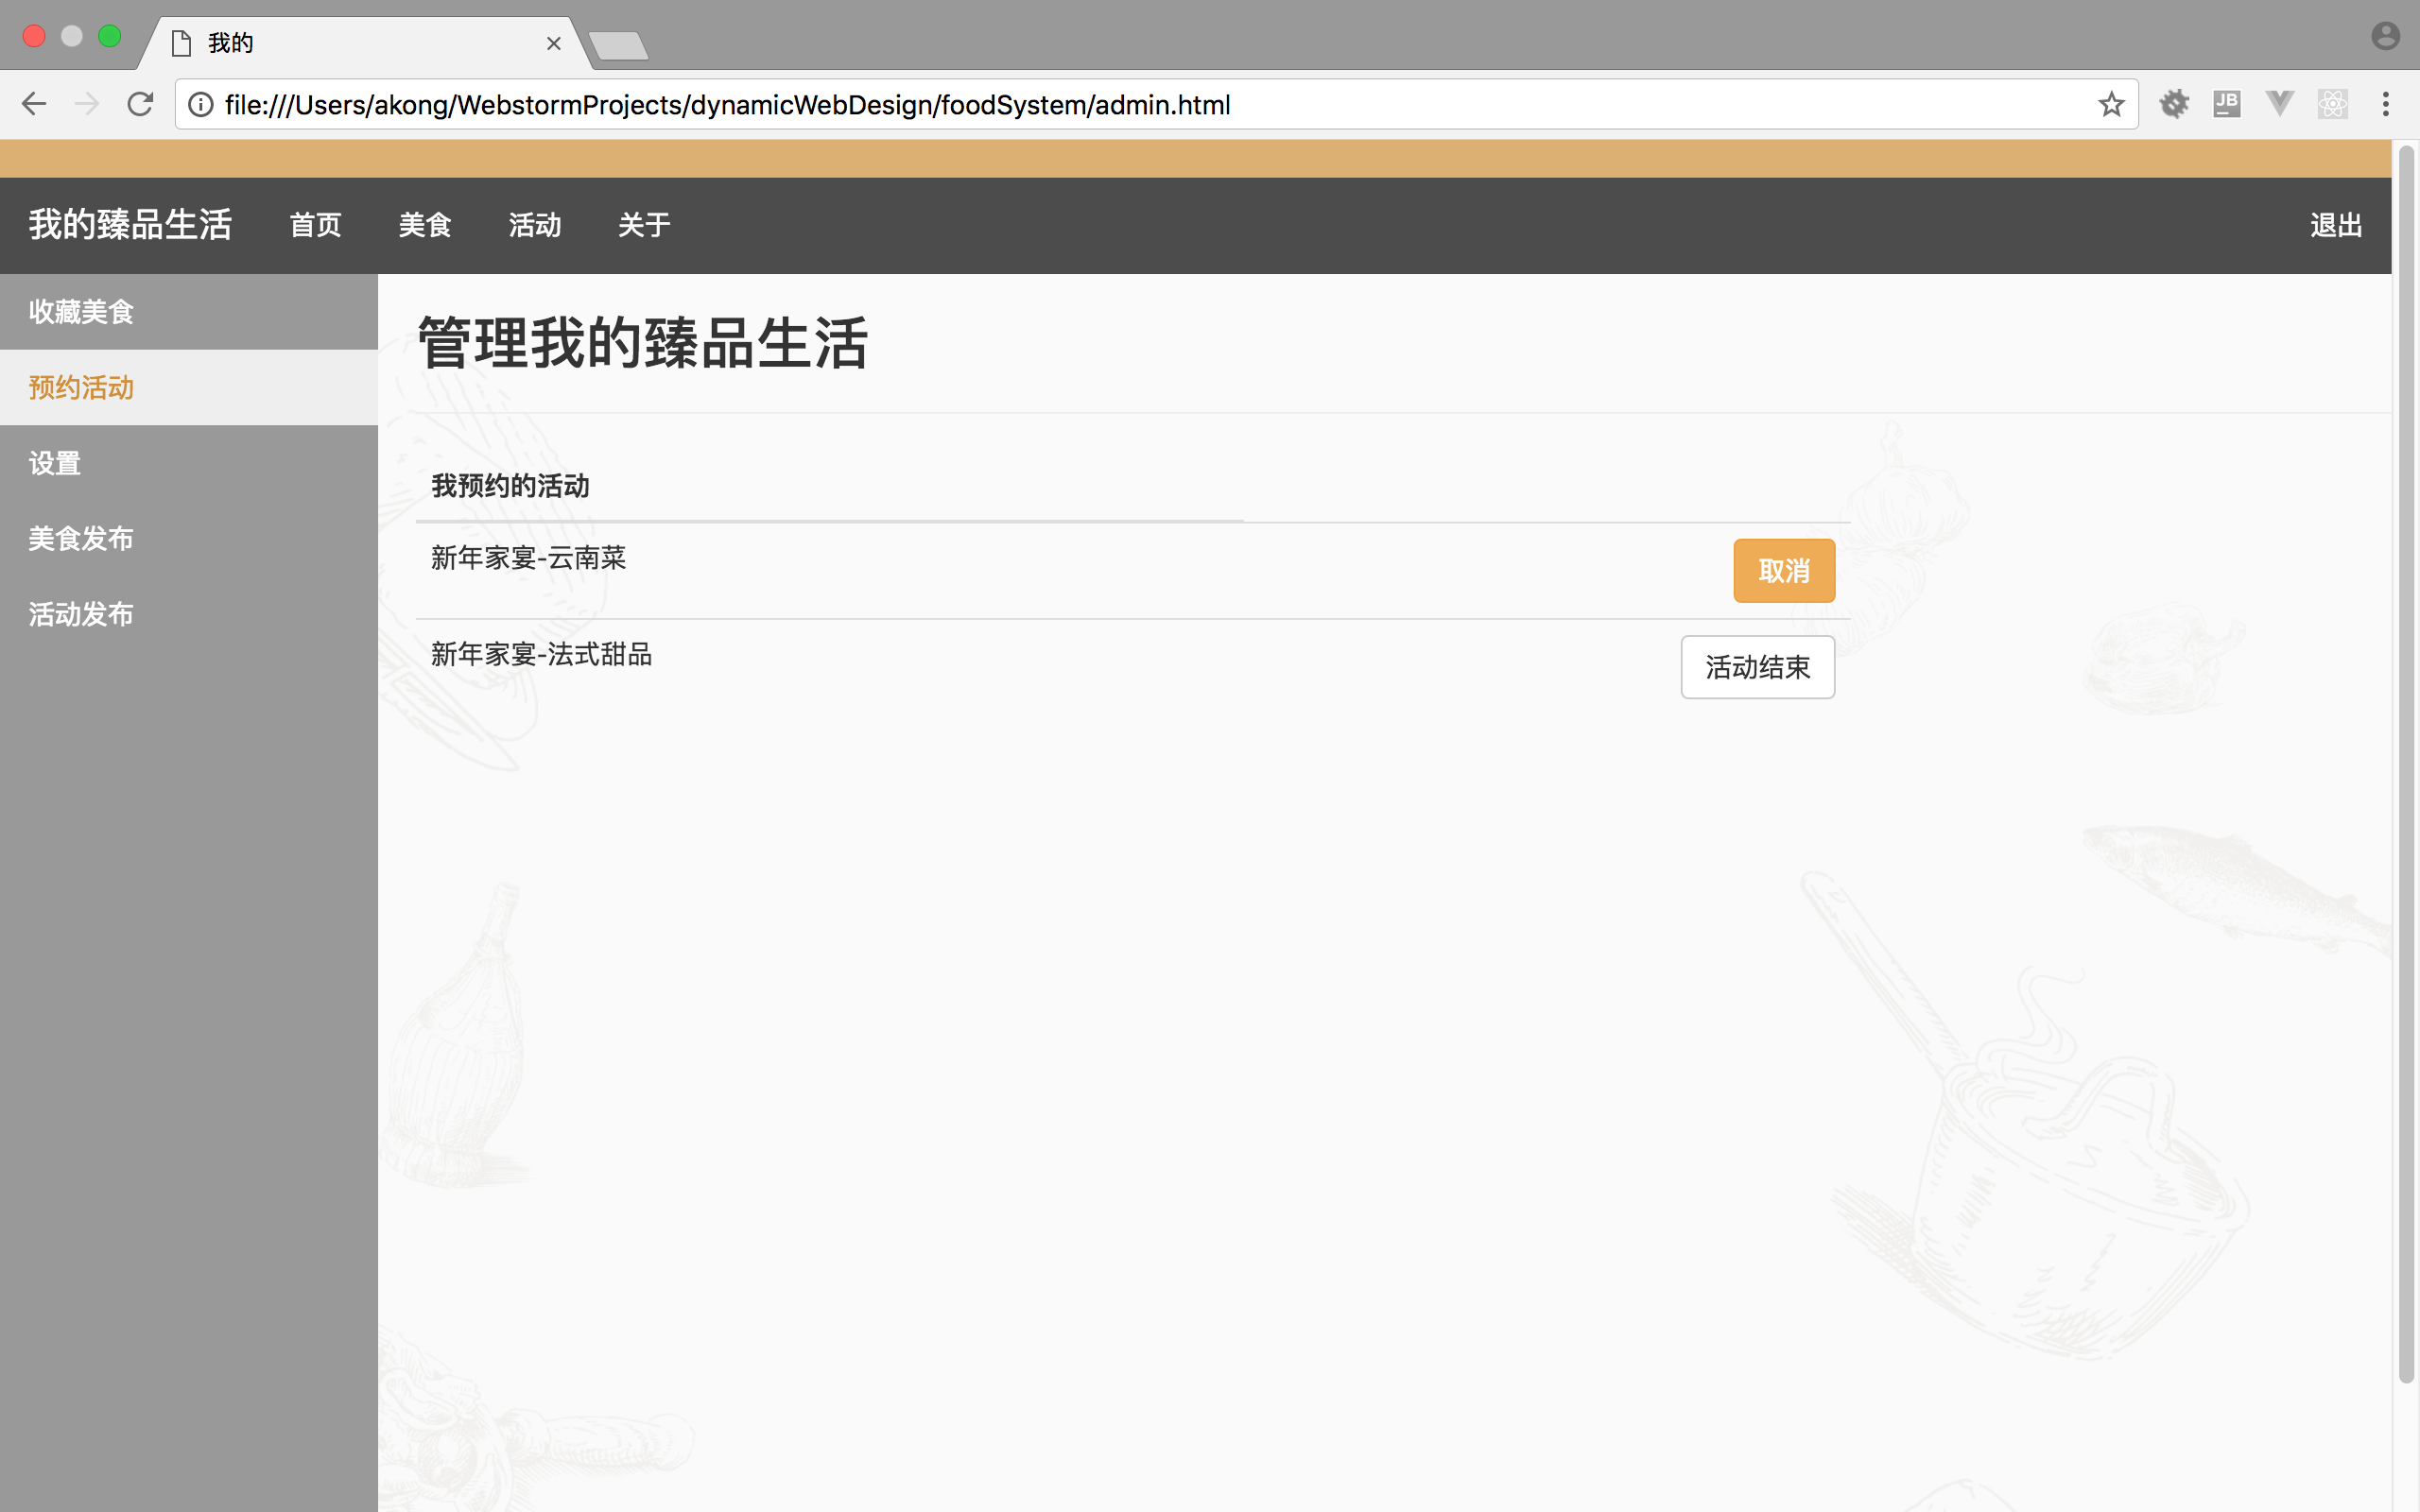 我的
file:///Users/akong/WebstormProjects/dynamicWebDesign/foodSystem/admin.html
JB
我的臻品生活 首页 美食 活动 关于 退出
收藏美食
预约活动
设置
美食发布
活动发布
管理我的臻品生活
我预约的活动
新年家宴-云南菜 取消
新年家宴-法式甜品 活动结束